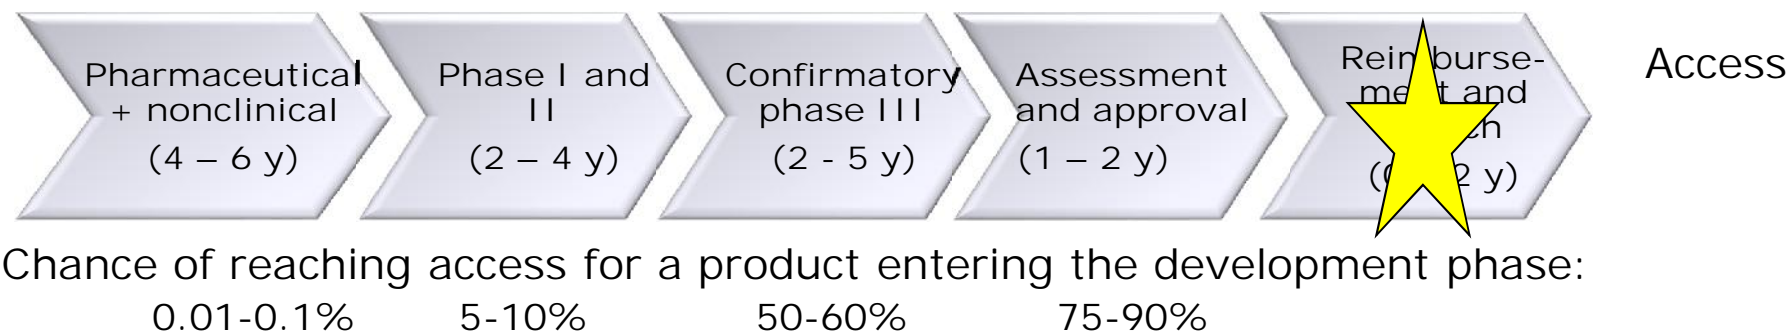 Pharmaceutical
+ nonclinical
(4 – 6 y)
Phase I and
II
(2 – 4 y)
Confirmatory
phase III
(2 - 5 y)
Assessment
and approval
(1 – 2 y)
Reimburse-
and
2 y)
Access
Chance of reaching access for a product entering the development phase:
0.01-0.1% 5-10% 50-60% 75-90%